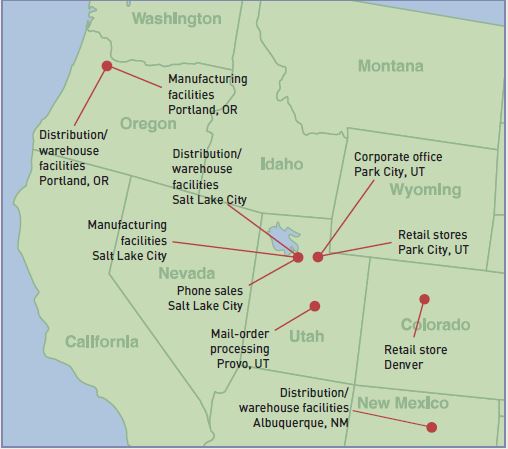 Washington
Montana
Manufacturing
facilities
Portland, OR
Oregon
Distribution/
warehouse
facilities
Portland, OR
Distribution/
warehouse
facilities
Salt Lake City
Idaho
Corporate office
Park City, UT
Wyoming
Manufacturing
facilities
Salt Lake City
Retail stores
Park City, UT
Nevada
Phone sales
Salt Lake City
California
Mail-order
processing
Provo, UT
Utah
Colorado
Retail store
Denver
Distribution/
warehouse facilities
Albuquerque, NM
New Mexico